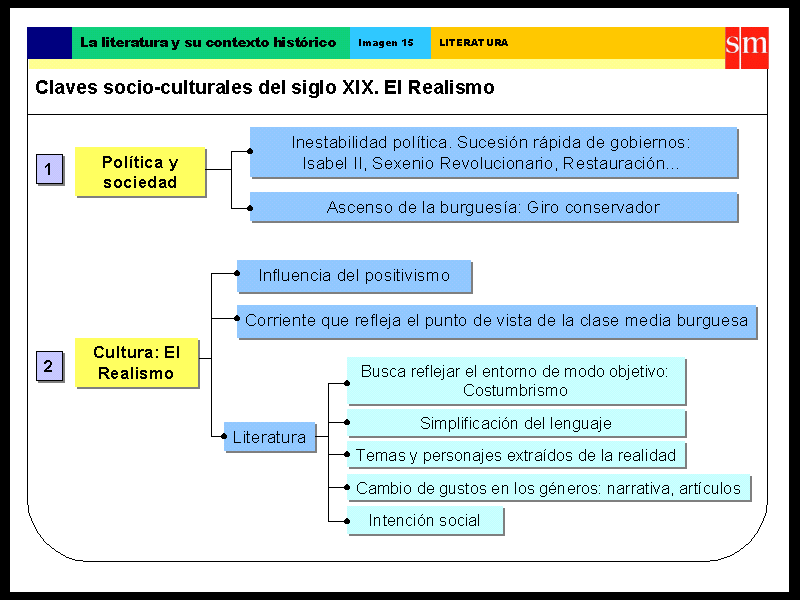 La literatura y su contexto histórico
Imagen 15
LITERATURA
sm
Claves socio-culturales del siglo XIX. El Realismo
1
Política y
sociedad
Inestabilidad política. Sucesión rápida de gobiernos:
Isabel II, Sexenio Revolucionario, Restauración...
Ascenso de la burguesía: Giro conservador
2
Cultura: El
Realismo
Influencia del positivismo
Corriente que refleja el punto de vista de la clase media burguesa
Literatura
Busca reflejar el entorno de modo objetivo:
Costumbrismo
Simplificación del lenguaje
Temas y personajes extraídos de la realidad
Cambio de gustos en los géneros: narrativa, artículos
Intención social